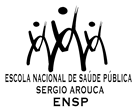 ESCOLA NACIONAL DE SAÚDE PÚBLICA
SERGIO AROUCA
ENSP